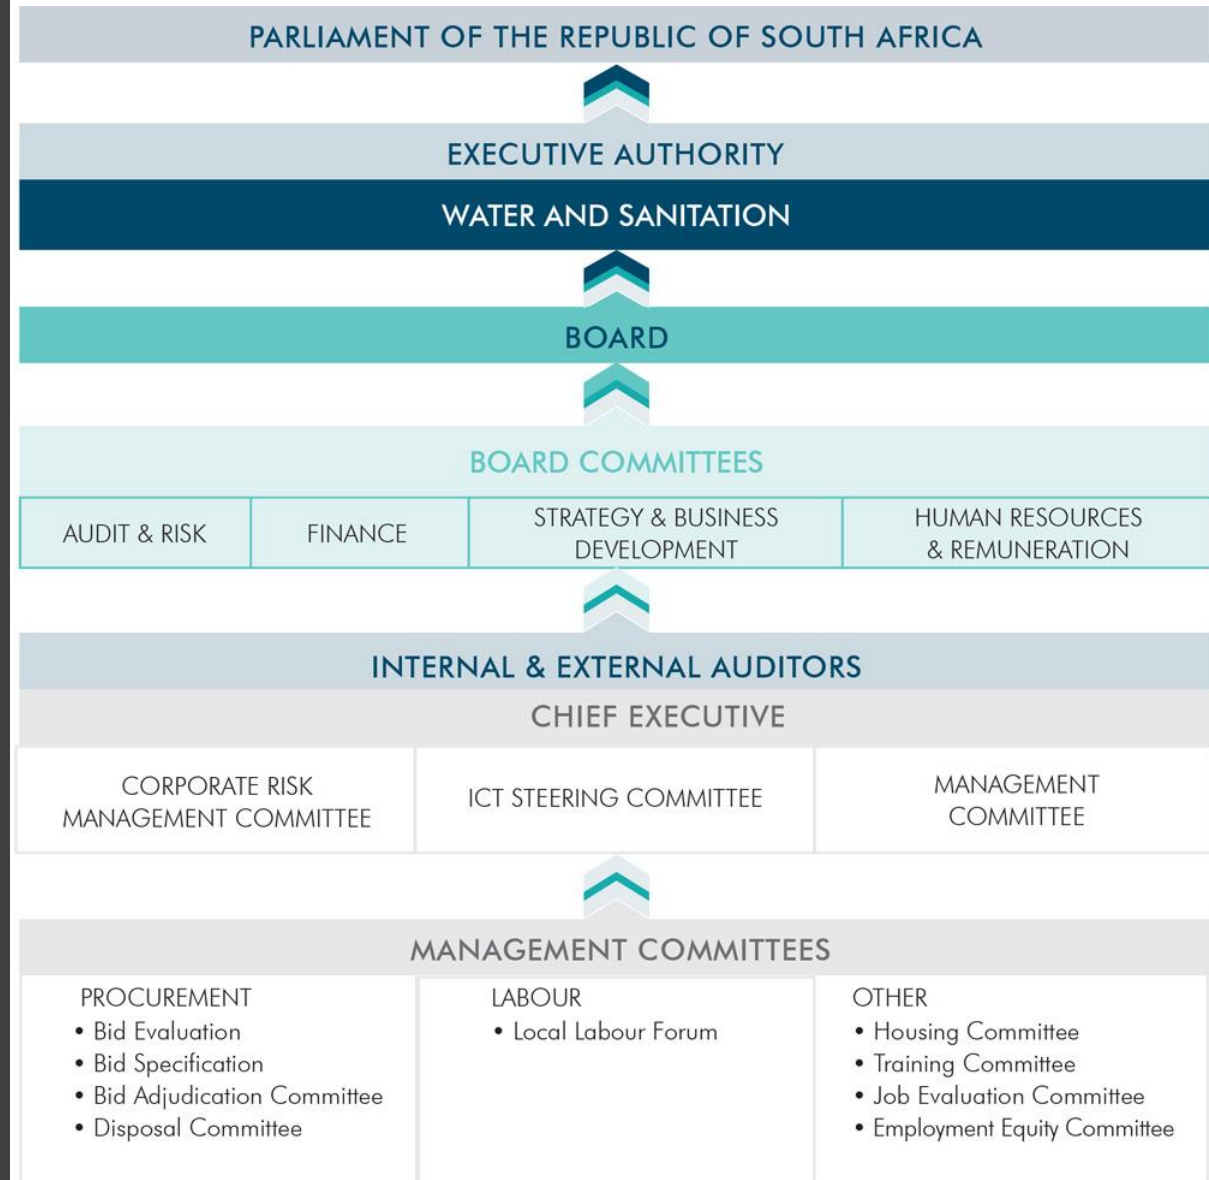 PARLIAMENT OF THE REPUBLIC OF SOUTH AFRICA
EXECUTIVE AUTHORITY
WATER AND SANITATION
BOARD
BOARD COMMITTEES
AUDIT & RISK
FINANCE
STRATEGY & BUSINESS
DEVELOPMENT
HUMAN RESOURCES
& REMUNERATION
INTERNAL & EXTERNAL AUDITORS
CHIEF EXECUTIVE
CORPORATE RISK
MANAGEMENT COMMITTEE
ICT STEERING COMMITTEE
MANAGEMENT
COMMITTEE
MANAGEMENT COMMITTEES
PROCUREMENT
• Bid Evaluation
• Bid Specification
• Bid Adjudication Committee
• Disposal Committee
LABOUR
• Local Labour Forum
OTHER
• Housing Committee
• Training Committee
• Job Evaluation Committee
• Employment Equity Committee